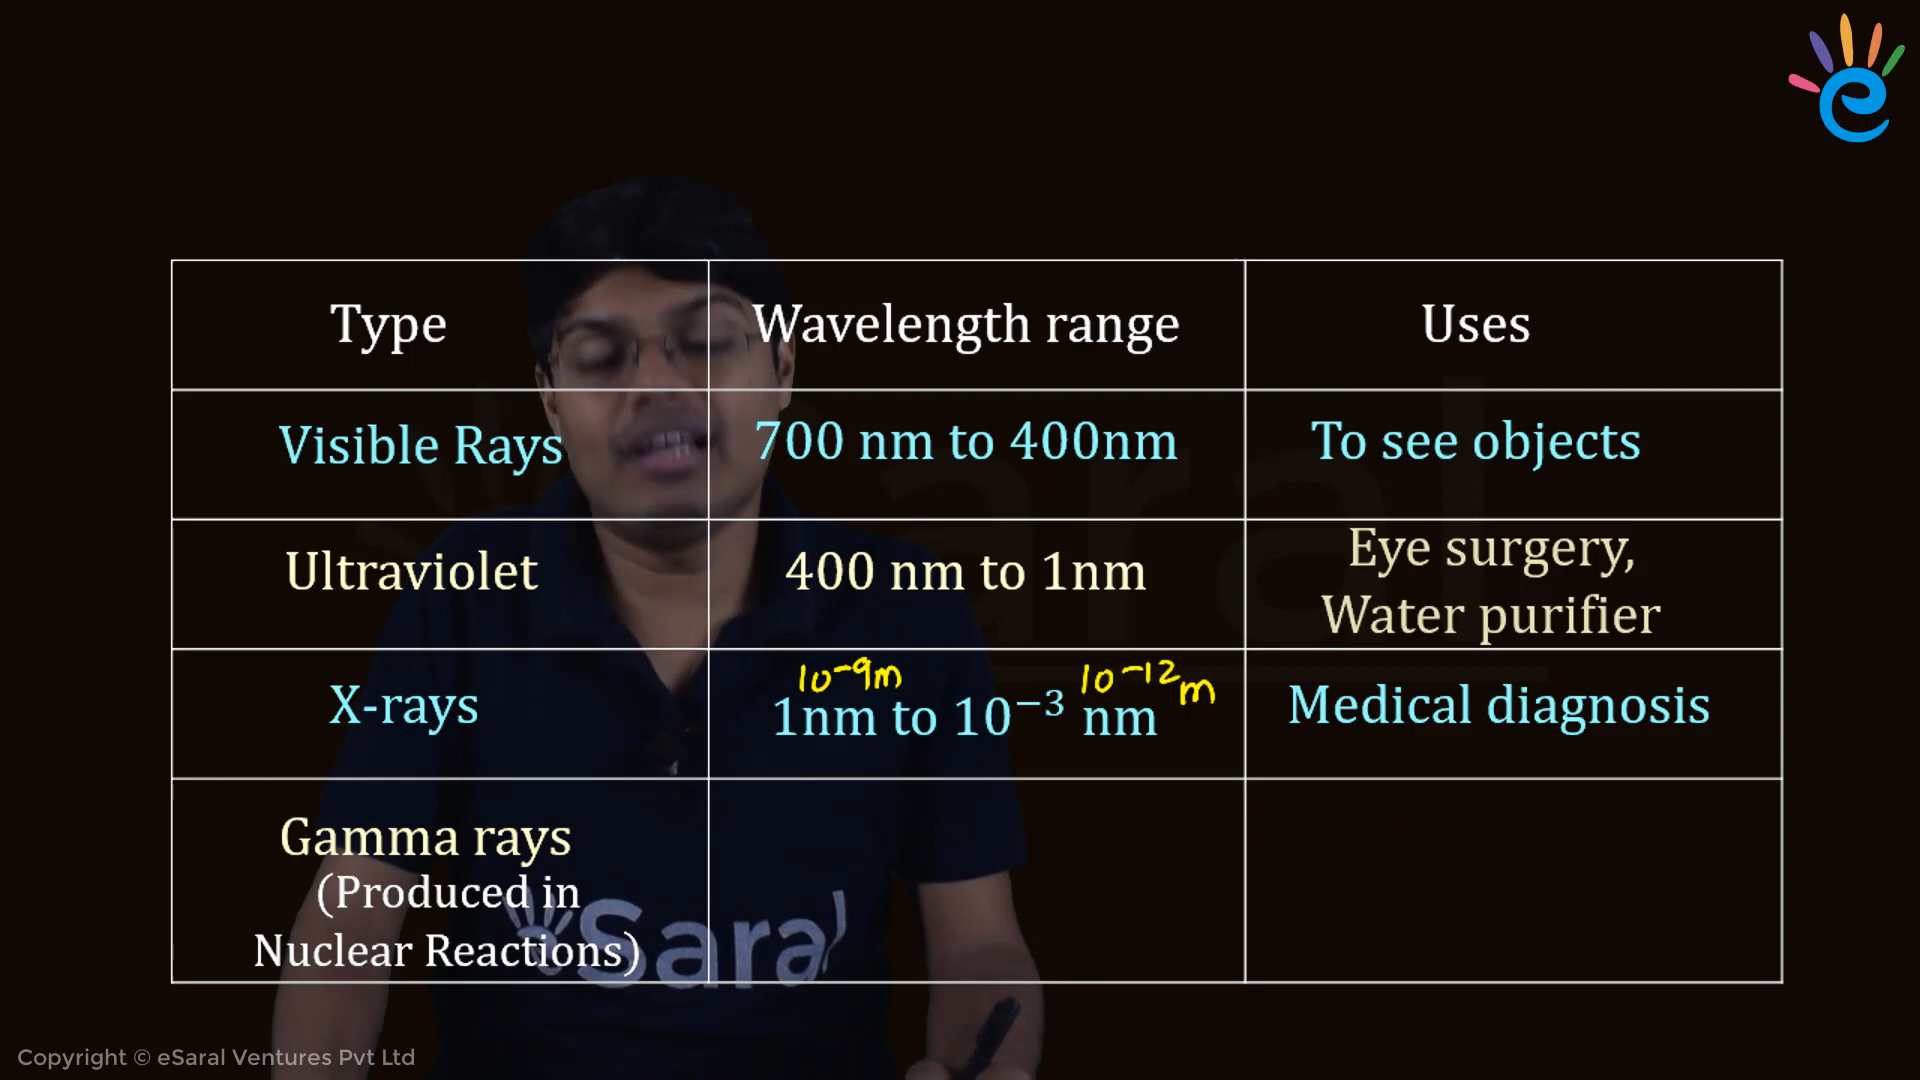 Type Wavelength range Uses
Visible Rays 700 nm to 400nm To see objects
Ultraviolet 400 nm to 1nm Eye surgery,
Water purifier
10⁻⁹m 10⁻¹²m
X-rays 1nm to 10⁻³ nm Medical diagnosis
Gamma rays
(Produced in
Nuclear Reactions)
eSaral
Copyright © eSaral Ventures Pvt Ltd